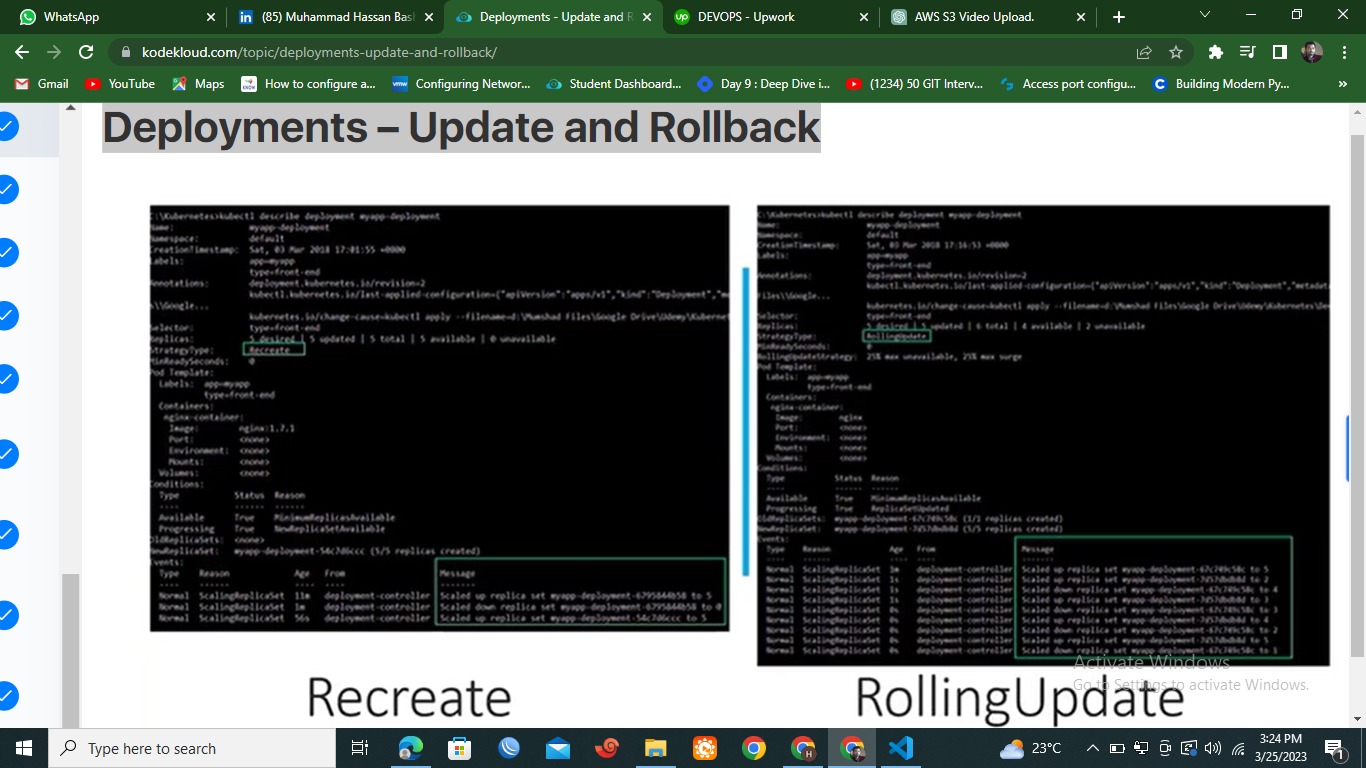 WhatsApp
(85) Muhammad Hassan Bas
Deployments - Update and R
DEVOPS - Upwork
AWS S3 Video Upload.
kodekloud.com/topic/deployments-update-and-rollback/
Gmail
YouTube
Maps
How to configure a...
Configuring Networ...
Student Dashboard...
Day 9 : Deep Dive i...
(1234) 50 GIT Interv...
Access port configu...
Building Modern Py...
Deployments – Update and Rollback
C:\Kubernetes>kubectl describe deployment myapp-deployment
Name: myapp-deployment
Namespace: default
CreationTimestamp: Sat, 03 Mar 2018 17:01:55 +0800
Labels: app=myapp
type=front-end
Annotations: deployment.kubernetes.io/revision=2
kubectl.kubernetes.io/last-applied-configuration={"apiVersion":"apps/v1","kind":"Deployment",
s\\Google...
kubernetes.io/change-cause=kubectl apply --filename=d:\Mumshad Files\Google Drive\Udemy\Kubernet
Selector: type=front-end
Replicas: 5 desired | 5 updated | 5 total | 5 available | 0 unavailable
StrategyType: Recreate
MinReadySeconds: 0
Pod Template:
Labels: app=myapp
type=front-end
Containers:
nginx-container:
Image: nginx:1.7.1
Port: <none>
Environment: <none>
Mounts: <none>
Volumes: <none>
Conditions:
Type Status Reason
---- ------ ------
Available True MinimumReplicasAvailable
Progressing True NewReplicaSetAvailable
OldReplicaSets: <none>
NewReplicaSet: myapp-deployment-54c7d6ccc (5/5 replicas created)
Events:
Type Reason Age From Message
Normal ScalingReplicaSet 11m deployment-controller Scaled up replica set myapp-deployment-6795844b58 to 5
Normal ScalingReplicaSet 1m deployment-controller Scaled down replica set myapp-deployment-6795844b58 to 0
Normal ScalingReplicaSet 56s deployment-controller Scaled up replica set myapp-deployment-54c7d6ccc to 5
Recreate
C:\Kubernetes>kubectl describe deployment myapp-deployment
Name: myapp-deployment
Namespace: default
CreationTimestamp: Sat, 03 Mar 2018 17:16:53 +0800
Labels: app=myapp
type=front-end
Annotations: deployment.kubernetes.io/revision=2
kubectl.kubernetes.io/last-applied-configuration={"apiVersion":"apps/v1","kind":"Deployment","metadat
Files\\Google...
kubernetes.io/change-cause=kubectl apply --filename=d:\Mumshad Files\Google Drive\Udemy\Kubernetes\De
Selector: type=front-end
Replicas: 5 desired | 5 updated | 6 total | 4 available | 2 unavailable
StrategyType: RollingUpdate
MinReadySeconds: 0
RollingUpdateStrategy: 25% max unavailable, 25% max surge
Pod Template:
Labels: app=myapp
type=front-end
Containers:
nginx-container:
Image: nginx
Port: <none>
Environment: <none>
Mounts: <none>
Volumes: <none>
Conditions:
Type Status Reason
---- ------ ------
Available True MinimumReplicasAvailable
Progressing True ReplicaSetUpdated
OldReplicaSets: myapp-deployment-67c749c58c (1/1 replicas created)
NewReplicaSet: myapp-deployment-7d57dbdb8d (5/5 replicas created)
Events:
Type Reason Age From Message
Normal ScalingReplicaSet 1m deployment-controller Scaled up replica set myapp-deployment-67c749c58c to 5
Normal ScalingReplicaSet 1s deployment-controller Scaled up replica set myapp-deployment-7d57dbdb8d to 2
Normal ScalingReplicaSet 1s deployment-controller Scaled down replica set myapp-deployment-67c749c58c to 4
Normal ScalingReplicaSet 1s deployment-controller Scaled up replica set myapp-deployment-7d57dbdb8d to 3
Normal ScalingReplicaSet 0s deployment-controller Scaled down replica set myapp-deployment-67c749c58c to 3
Normal ScalingReplicaSet 0s deployment-controller Scaled up replica set myapp-deployment-7d57dbdb8d to 4
Normal ScalingReplicaSet 0s deployment-controller Scaled down replica set myapp-deployment-67c749c58c to 2
Normal ScalingReplicaSet 0s deployment-controller Scaled up replica set myapp-deployment-7d57dbdb8d to 5
Normal ScalingReplicaSet 0s deployment-controller Scaled down replica set myapp-deployment-67c749c58c to 1
RollingUpdate
Activate Windows
Go to Settings to activate Windows.
Type here to search
23°C
3:24 PM
3/25/2023
1